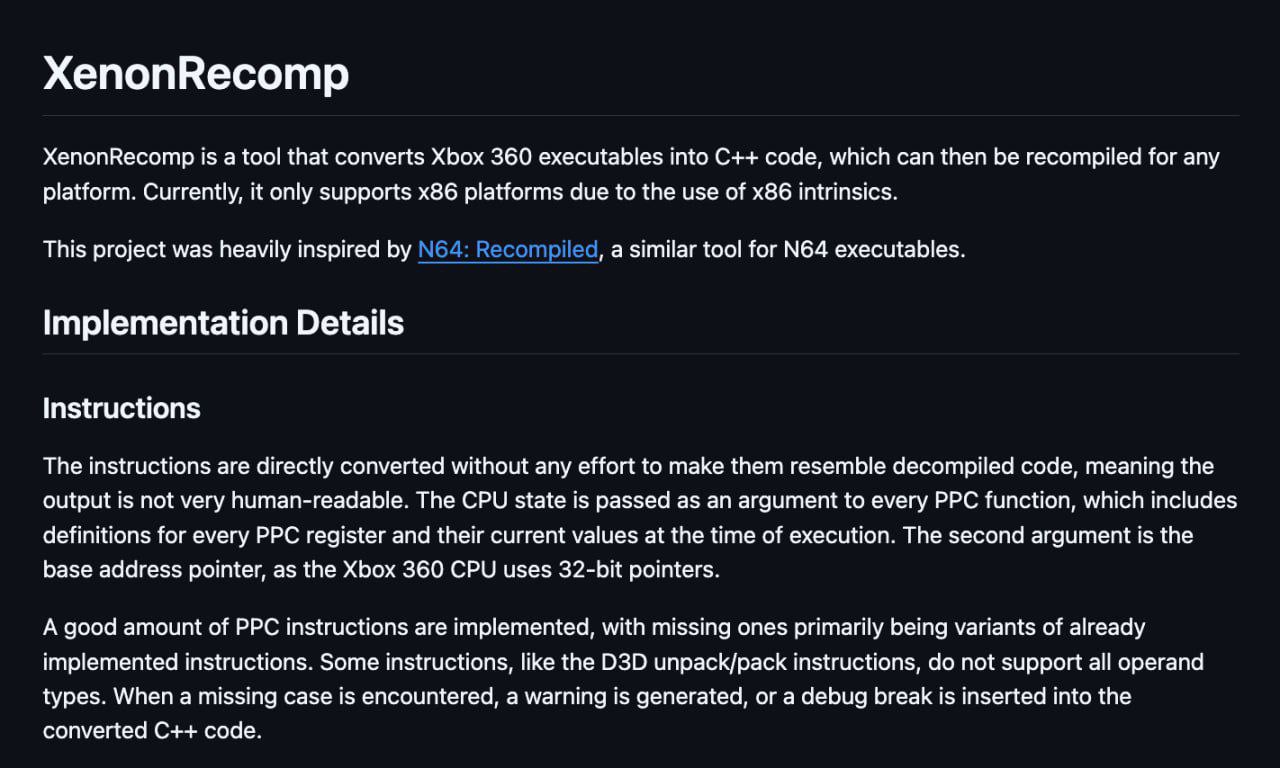 XenonRecomp
XenonRecomp is a tool that converts Xbox 360 executables into C++ code, which can then be recompiled for any
platform. Currently, it only supports x86 platforms due to the use of x86 intrinsics.
This project was heavily inspired by N64: Recompiled, a similar tool for N64 executables.
Implementation Details
Instructions
The instructions are directly converted without any effort to make them resemble decompiled code, meaning the
output is not very human-readable. The CPU state is passed as an argument to every PPC function, which includes
definitions for every PPC register and their current values at the time of execution. The second argument is the
base address pointer, as the Xbox 360 CPU uses 32-bit pointers.
A good amount of PPC instructions are implemented, with missing ones primarily being variants of already
implemented instructions. Some instructions, like the D3D unpack/pack instructions, do not support all operand
types. When a missing case is encountered, a warning is generated, or a debug break is inserted into the
converted C++ code.